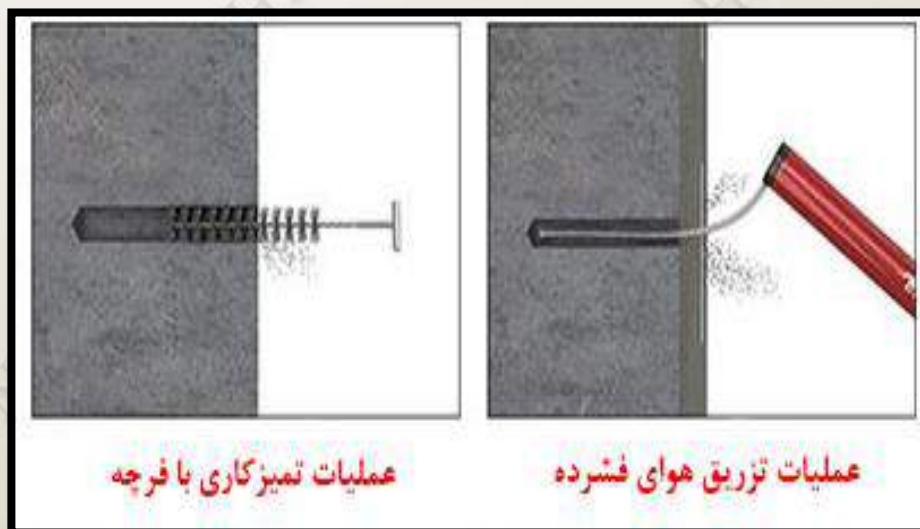 عملیات تزریق هوای فشرده
عملیات تمیزکاری با فرچه